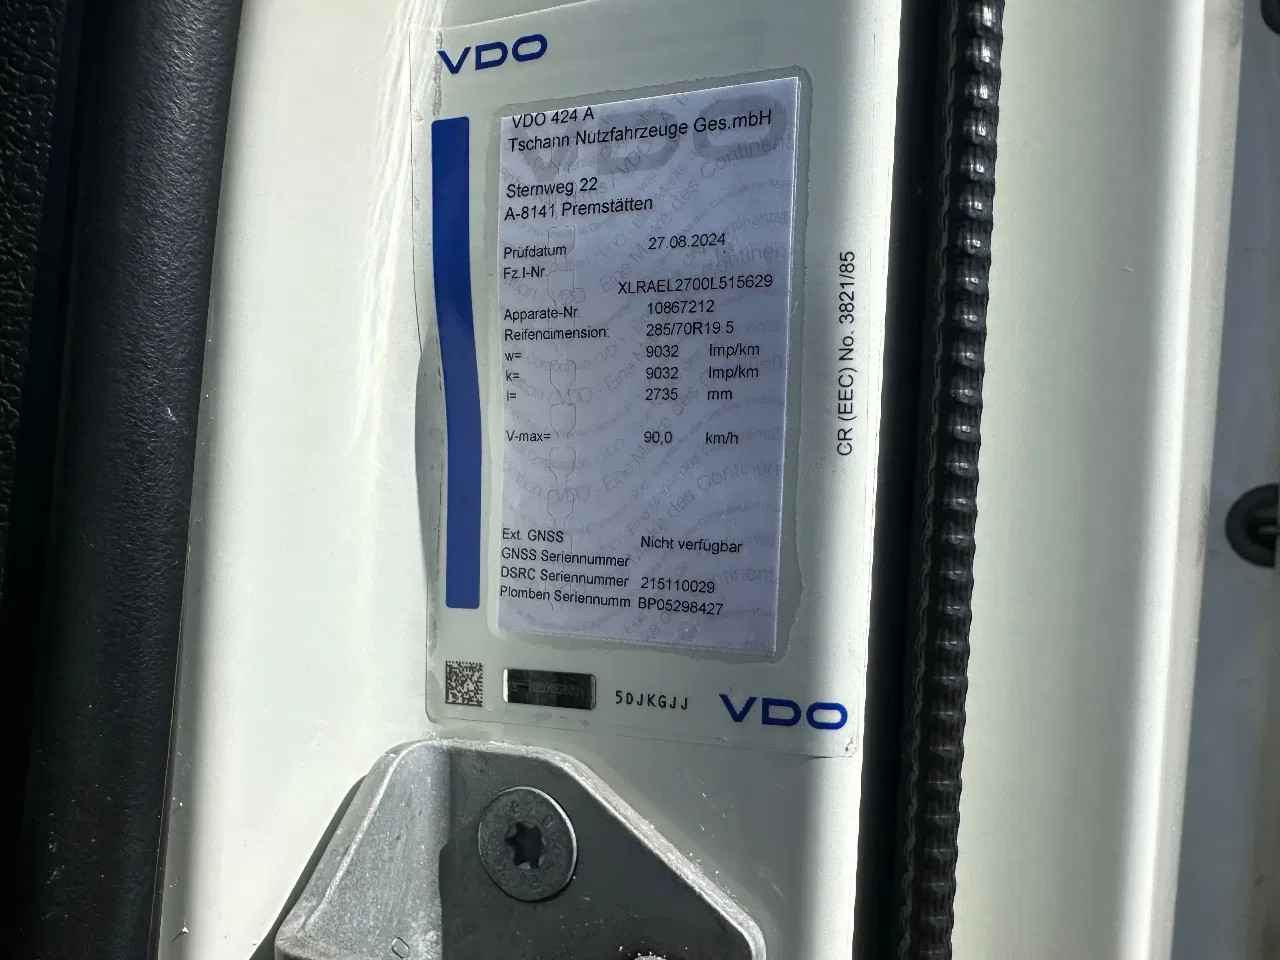 VDO
VDO 424 A
Tschann Nutzfahrzeuge Ges.mbH
Sternweg 22
A-8141 Premstätten
Prüfdatum 27.08.2024
Fz.I-Nr. XLRAEL2700L515629
Apparate-Nr. 10867212
Reifendimension: 285/70R19.5
w= 9032 Imp/km
k= 9032 Imp/km
l= 2735 mm
V-max= 90,0 km/h
Ext. GNSS Nicht verfügbar
GNSS Seriennummer
DSRC Seriennummer 215110029
Plomben Seriennumm BP05298427
CR (EEC) No. 3821/85
5DJKGJJ
VDO